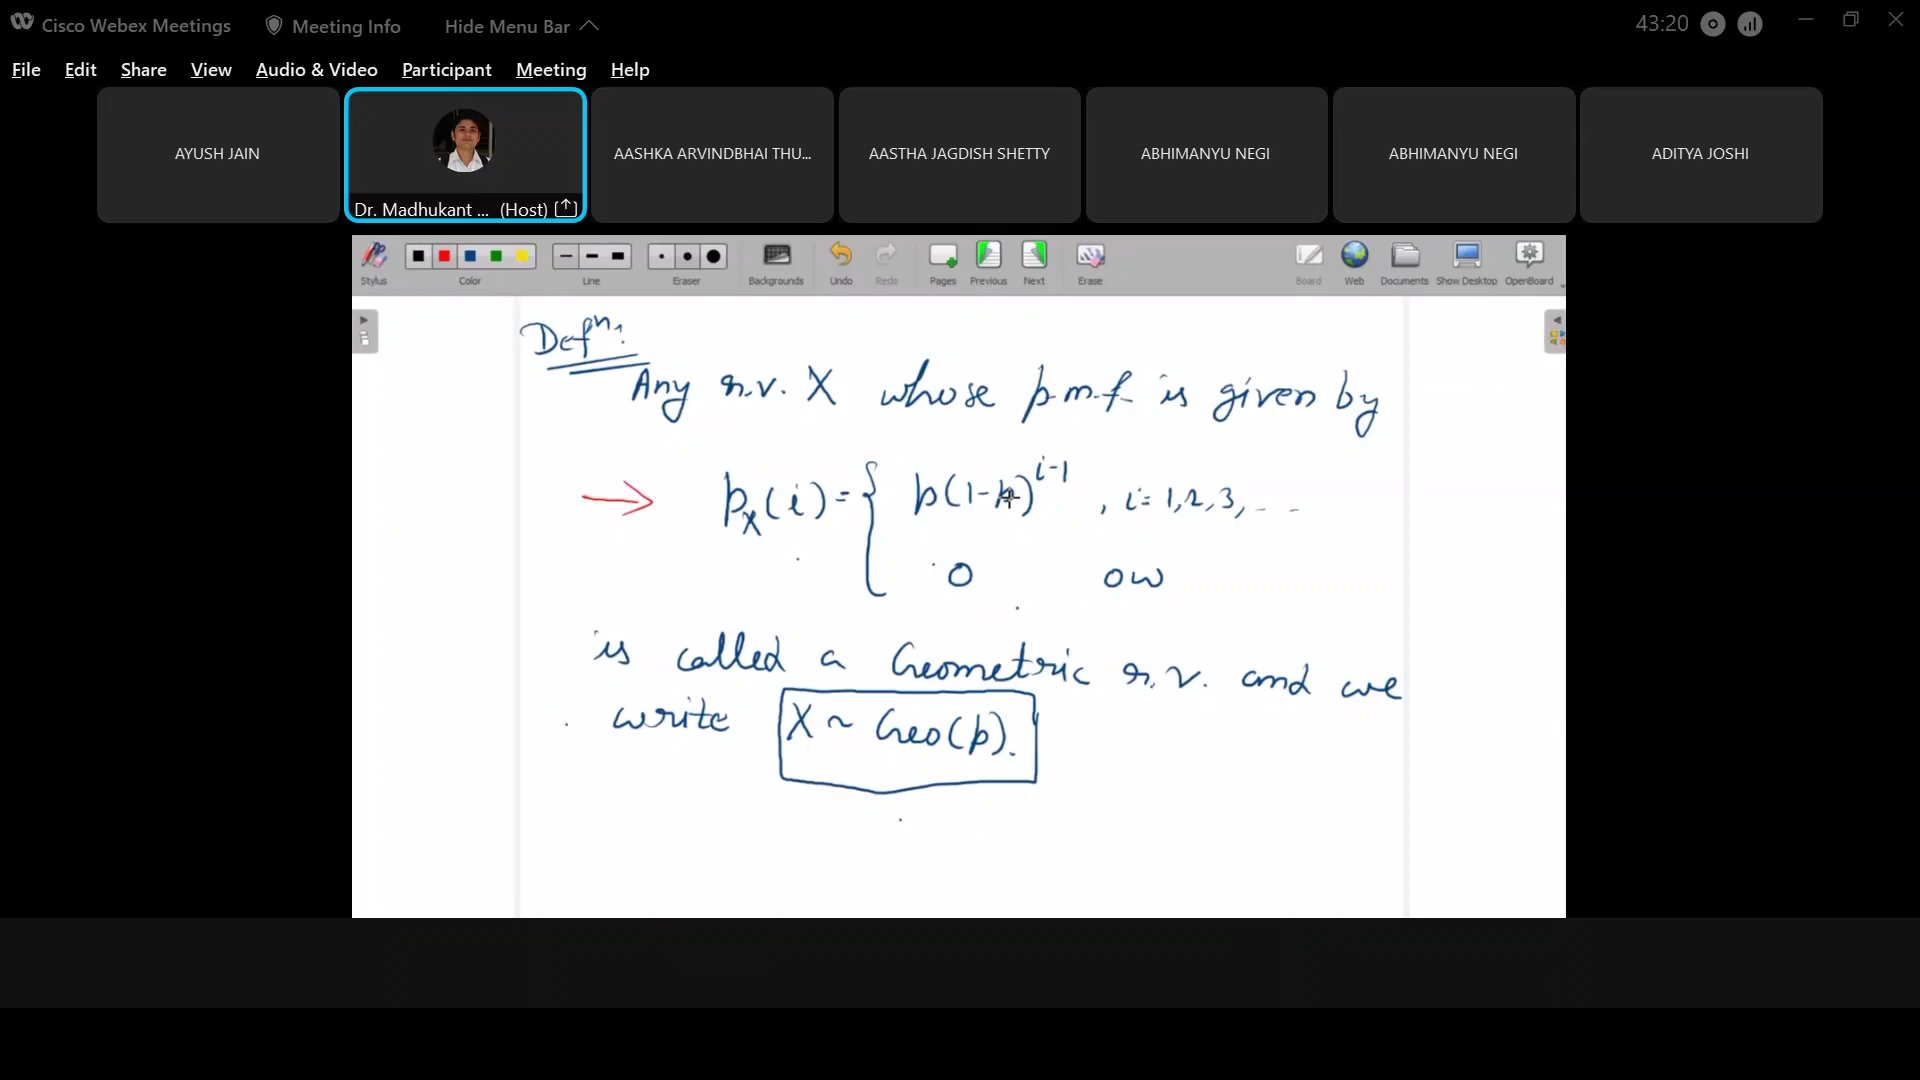 Cisco Webex Meetings Meeting Info Hide Menu Bar 43:20
File Edit Share View Audio & Video Participant Meeting Help
AYUSH JAIN
Dr. Madhukant ... (Host)
AASHKA ARVINDBHAI THU...
AASTHA JAGDISH SHETTY
ABHIMANYU NEGI
ABHIMANYU NEGI
ADITYA JOSHI
Stylus Color Line Eraser Backgrounds Undo Redo Pages Previous Next Erase Board Web Documents Show Desktop OpenBoard
Defⁿ:
Any r.v. X whose p.m.f. is given by
→ p_X(i) = { p(1-p)^{i-1} , i = 1, 2, 3, ...
0 ow
is called a Geometric r.v. and we
write X ~ Geo(p).